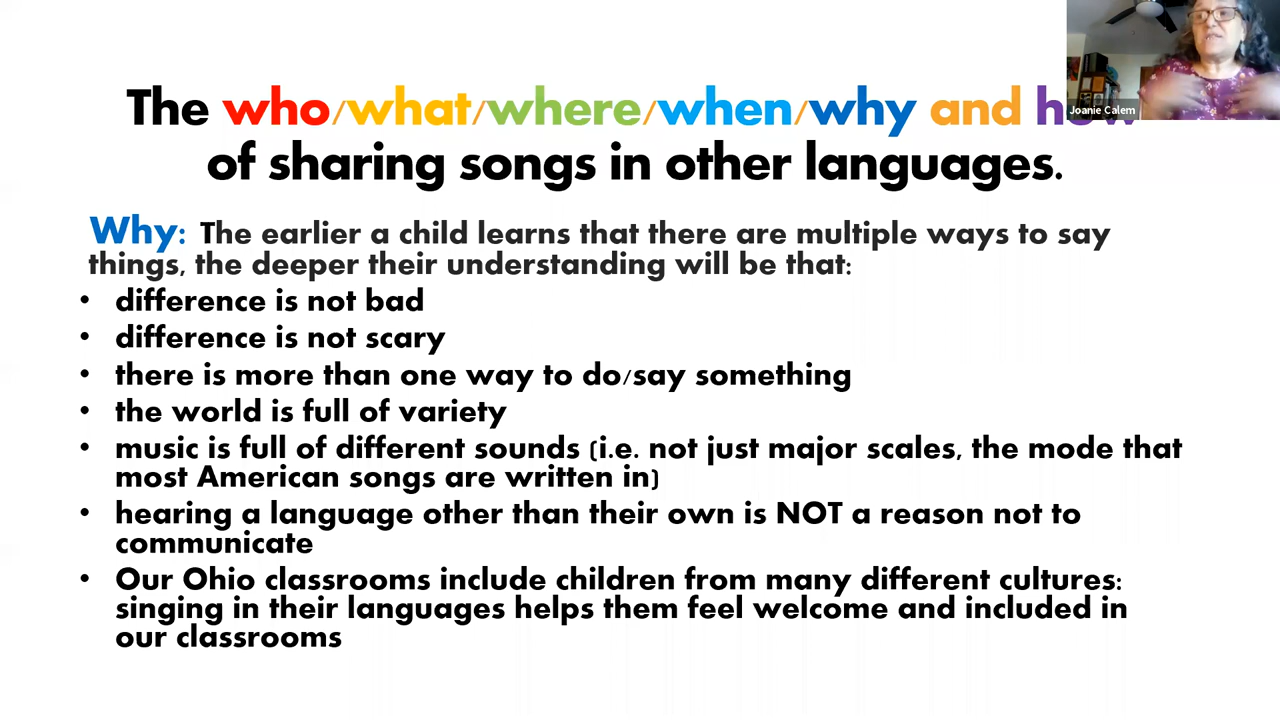 The who/what/where/when/why and how
of sharing songs in other languages.
Joanie Calem
Why: The earlier a child learns that there are multiple ways to say
things, the deeper their understanding will be that:
• difference is not bad
• difference is not scary
• there is more than one way to do/say something
• the world is full of variety
• music is full of different sounds (i.e. not just major scales, the mode that
most American songs are written in)
• hearing a language other than their own is NOT a reason not to
communicate
• Our Ohio classrooms include children from many different cultures:
singing in their languages helps them feel welcome and included in
our classrooms